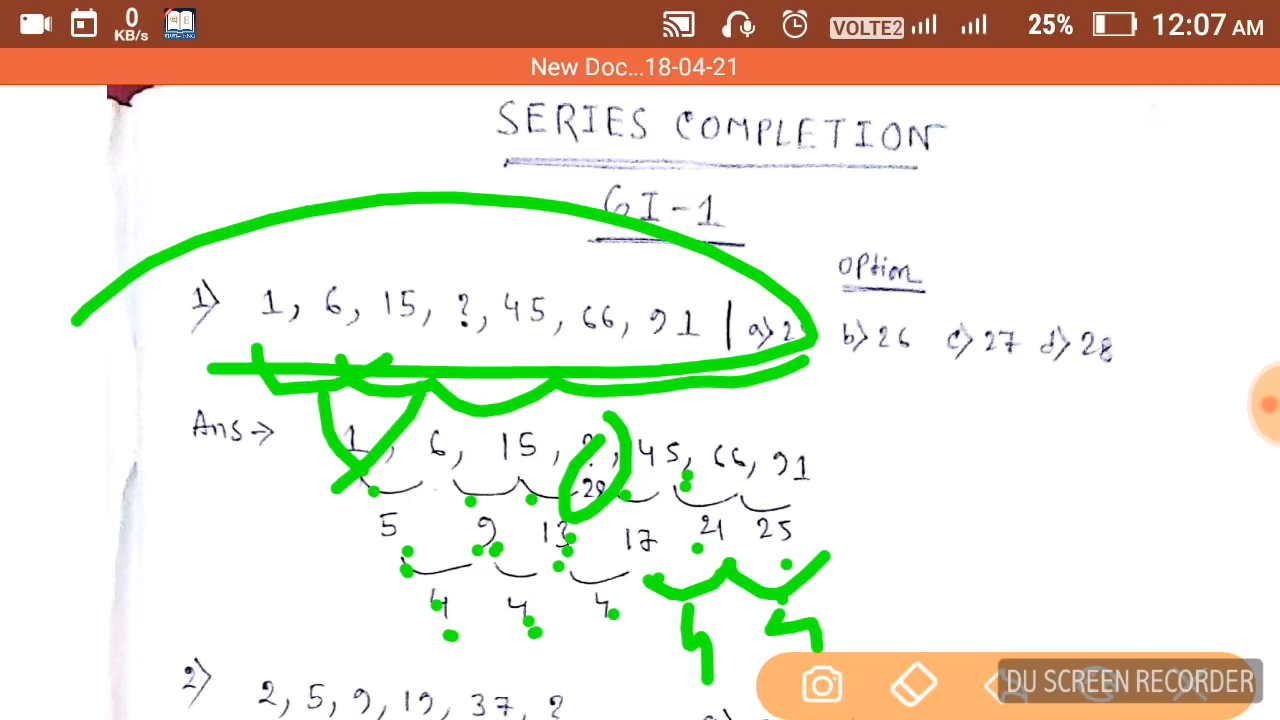 0 KB/s VOLTE2 25% 12:07 AM
New Doc...18-04-21
SERIES COMPLETION
GI-1
option
1) 1, 6, 15, ?, 45, 66, 91 | a) b) 26 c) 27 d) 28
Ans → 1, 6, 15, ?, 45, 66, 91
28
5 9 13 17 21 25
4 4 4 4 4
2) 2, 5, 9, 19, 37, ?
DU SCREEN RECORDER